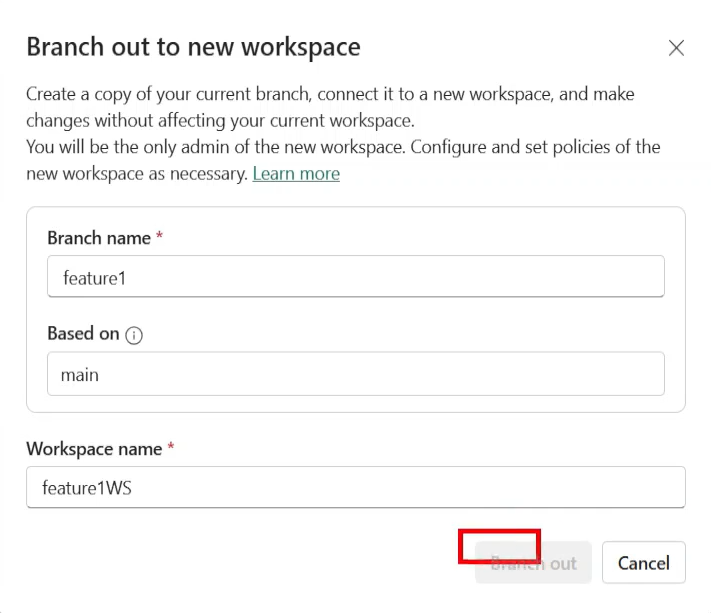 Branch out to new workspace
Create a copy of your current branch, connect it to a new workspace, and make
changes without affecting your current workspace.
You will be the only admin of the new workspace. Configure and set policies of the
new workspace as necessary. Learn more
Branch name *
feature1
Based on
main
Workspace name *
feature1WS
Branch out
Cancel